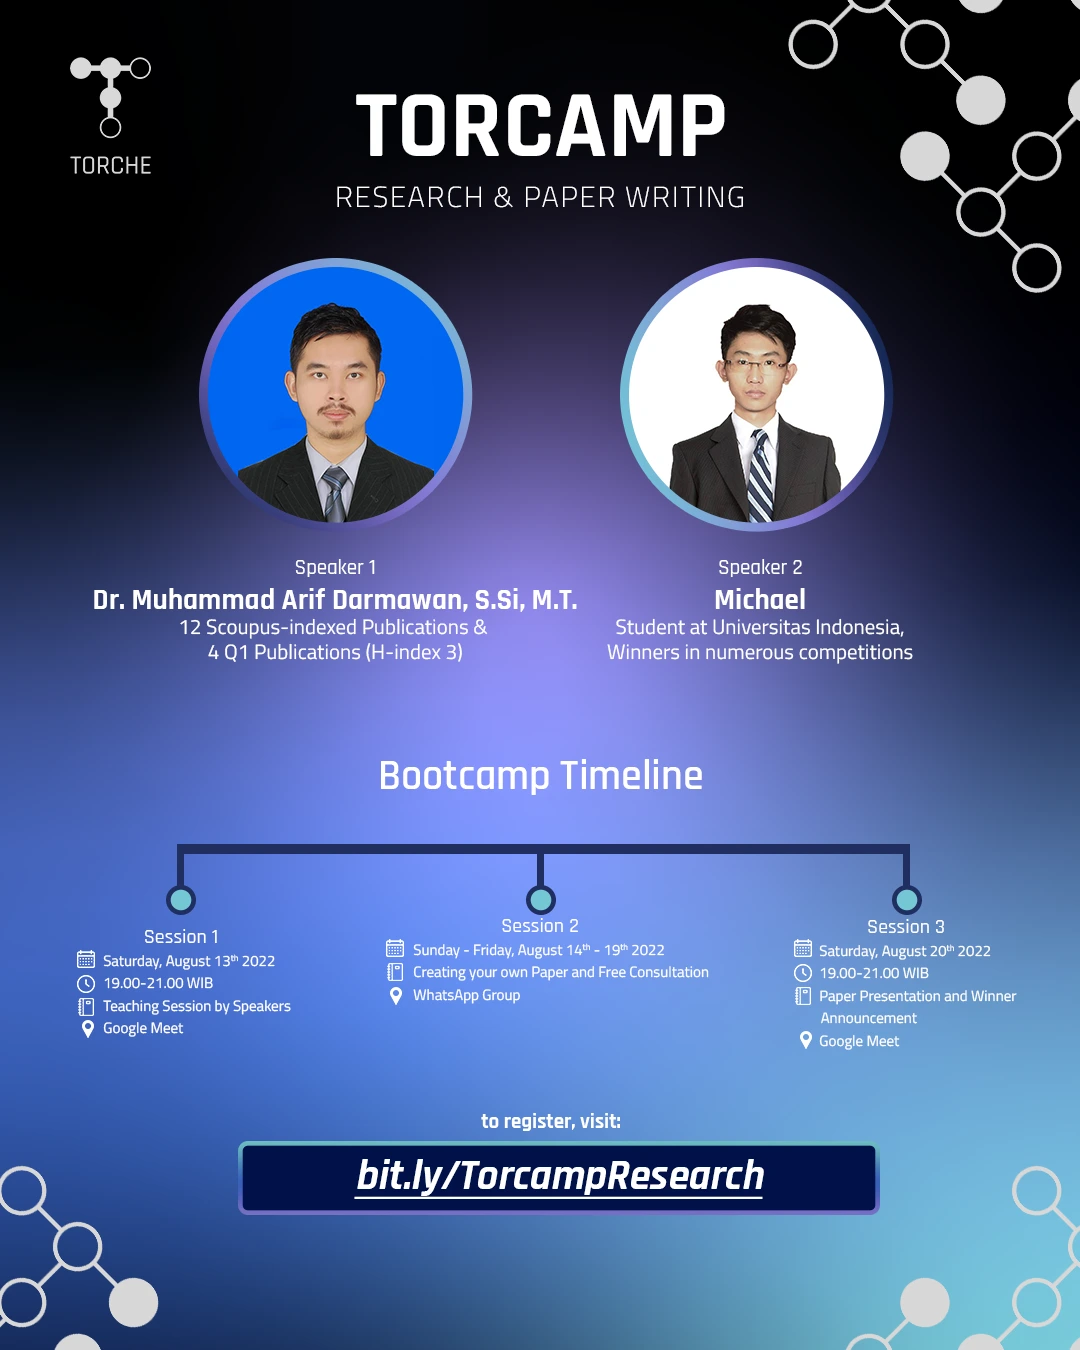 TORCHE
TORCAMP
RESEARCH & PAPER WRITING
Speaker 1
Dr. Muhammad Arif Darmawan, S.Si, M.T.
12 Scoupus-indexed Publications &
4 Q1 Publications (H-index 3)
Speaker 2
Michael
Student at Universitas Indonesia,
Winners in numerous competitions
Bootcamp Timeline
Session 1
Saturday, August 13th 2022
19.00-21.00 WIB
Teaching Session by Speakers
Google Meet
Session 2
Sunday - Friday, August 14th - 19th 2022
Creating your own Paper and Free Consultation
WhatsApp Group
Session 3
Saturday, August 20th 2022
19.00-21.00 WIB
Paper Presentation and Winner
Announcement
Google Meet
to register, visit:
bit.ly/TorcampResearch